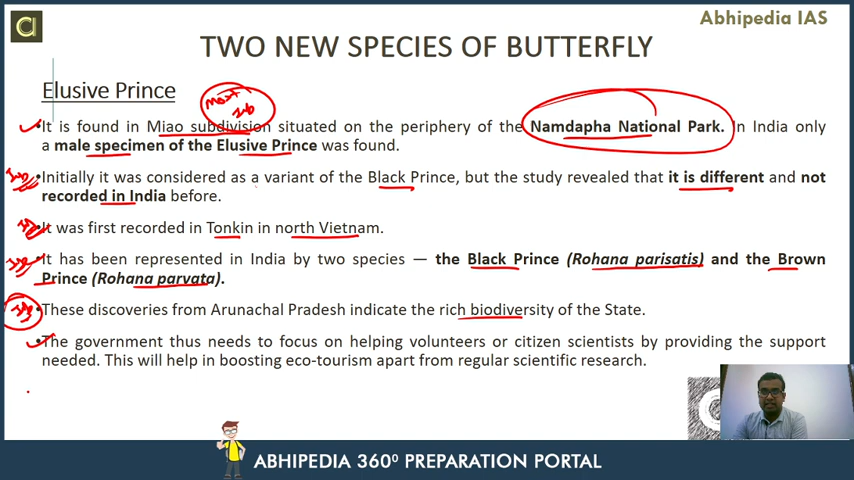 Abhipedia IAS
TWO NEW SPECIES OF BUTTERFLY
Elusive Prince
•It is found in Miao subdivision situated on the periphery of the Namdapha National Park. In India only
a male specimen of the Elusive Prince was found.
•Initially it was considered as a variant of the Black Prince, but the study revealed that it is different and not
recorded in India before.
•It was first recorded in Tonkin in north Vietnam.
•It has been represented in India by two species — the Black Prince (Rohana parisatis) and the Brown
Prince (Rohana parvata).
•These discoveries from Arunachal Pradesh indicate the rich biodiversity of the State.
•The government thus needs to focus on helping volunteers or citizen scientists by providing the support
needed. This will help in boosting eco-tourism apart from regular scientific research.
ABHIPEDIA 360⁰ PREPARATION PORTAL